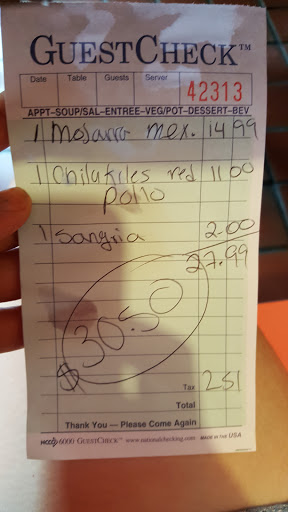 GUESTCHECK™
Date Table Guests Server 42313
APPT-SOUP/SAL-ENTREE-VEG/POT-DESSERT-BEV
1 Mojarra mex. 14 99
1 Chilakiles red 11 00
Pollo
1 Sangria 2.00
27.99
$ 30.50
Tax 2 51
Total
Thank You — Please Come Again
6000 GUESTCHECK™ www.nationalchecking.com MADE IN THE USA